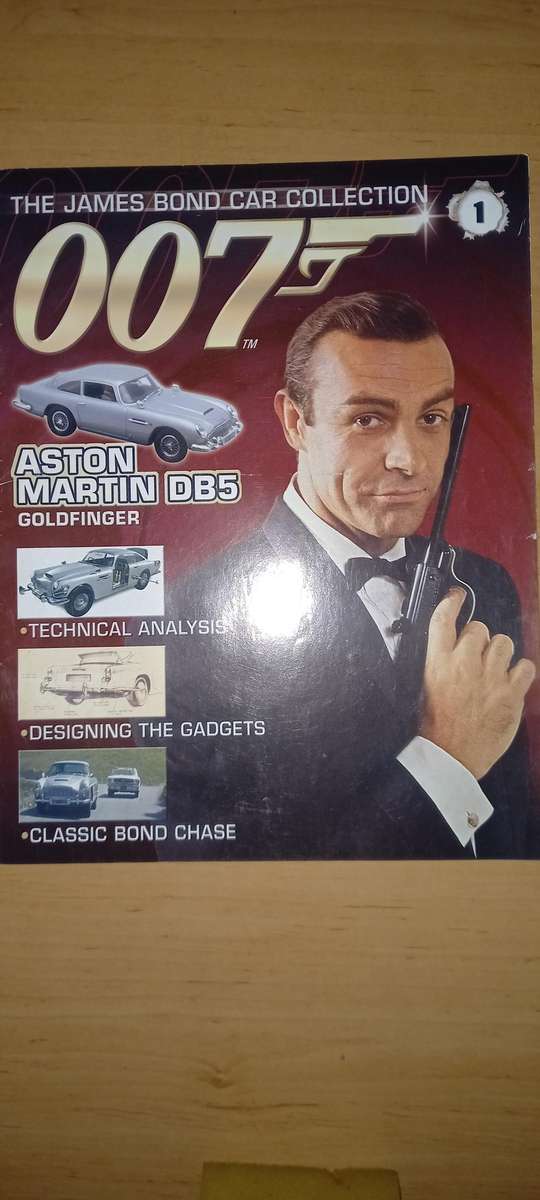 THE JAMES BOND CAR COLLECTION
1
007
TM
ASTON
MARTIN DB5
GOLDFINGER
•TECHNICAL ANALYSIS
•DESIGNING THE GADGETS
•CLASSIC BOND CHASE